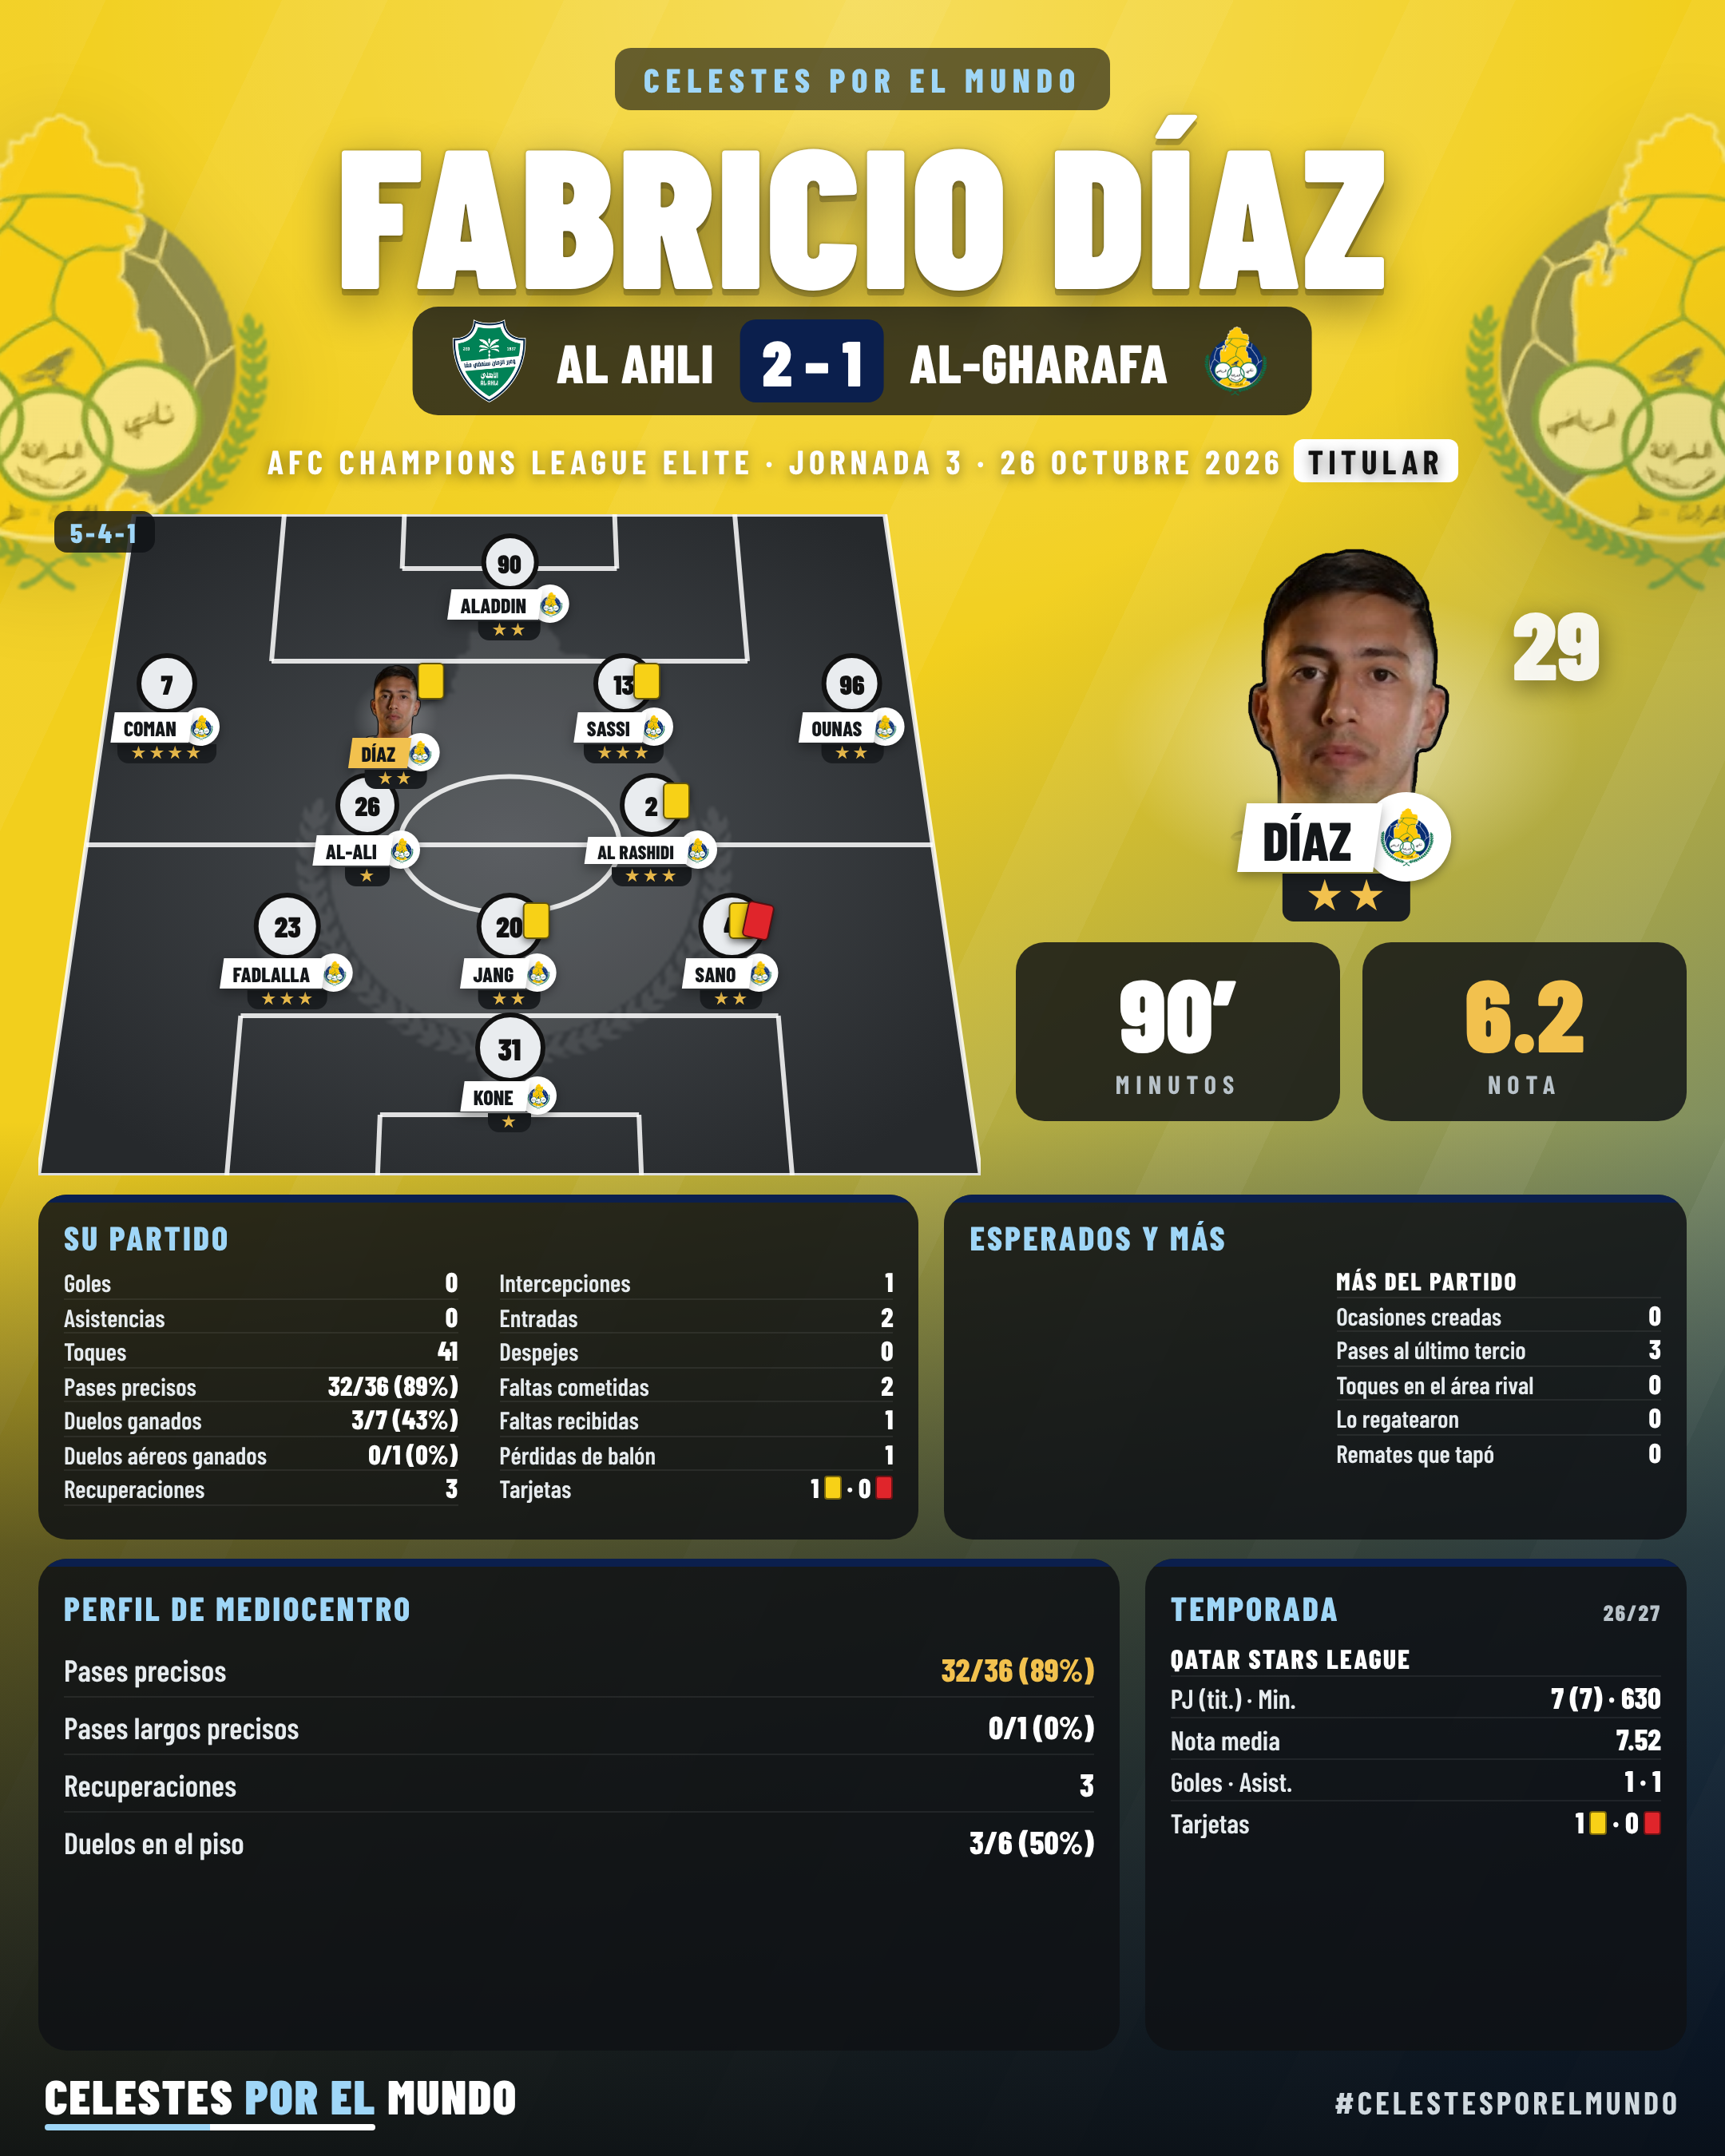 CELESTES POR EL MUNDO
FABRICIO DÍAZ
AL AHLI 2 - 1 AL-GHARAFA
AFC CHAMPIONS LEAGUE ELITE · JORNADA 3 · 26 OCTUBRE 2026 TITULAR
5-4-1
90
ALADDIN
7
COMAN
DÍAZ
13
SASSI
96
OUNAS
26
AL-ALI
2
AL RASHIDI
23
FADLALLA
20
JANG
SANO
31
KONE
29
DÍAZ
90' MINUTOS
6.2 NOTA
SU PARTIDO
Goles 0
Asistencias 0
Toques 41
Pases precisos 32/36 (89%)
Duelos ganados 3/7 (43%)
Duelos aéreos ganados 0/1 (0%)
Recuperaciones 3
Intercepciones 1
Entradas 2
Despejes 0
Faltas cometidas 2
Faltas recibidas 1
Pérdidas de balón 1
Tarjetas 1 · 0
ESPERADOS Y MÁS
MÁS DEL PARTIDO
Ocasiones creadas 0
Pases al último tercio 3
Toques en el área rival 0
Lo regatearon 0
Remates que tapó 0
PERFIL DE MEDIOCENTRO
Pases precisos 32/36 (89%)
Pases largos precisos 0/1 (0%)
Recuperaciones 3
Duelos en el piso 3/6 (50%)
TEMPORADA 26/27
QATAR STARS LEAGUE
PJ (tit.) · Min. 7 (7) · 630
Nota media 7.52
Goles · Asist. 1 · 1
Tarjetas 1 · 0
CELESTES POR EL MUNDO
#CELESTESPORELMUNDO